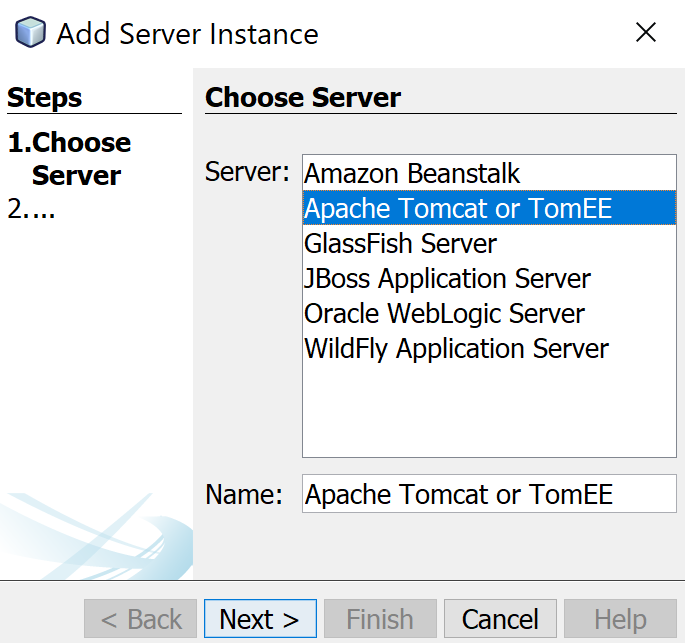 Add Server Instance
Steps
1.Choose
Server
2....
Choose Server
Server:
Amazon Beanstalk
Apache Tomcat or TomEE
GlassFish Server
JBoss Application Server
Oracle WebLogic Server
WildFly Application Server
Name: Apache Tomcat or TomEE
< Back Next > Finish Cancel Help